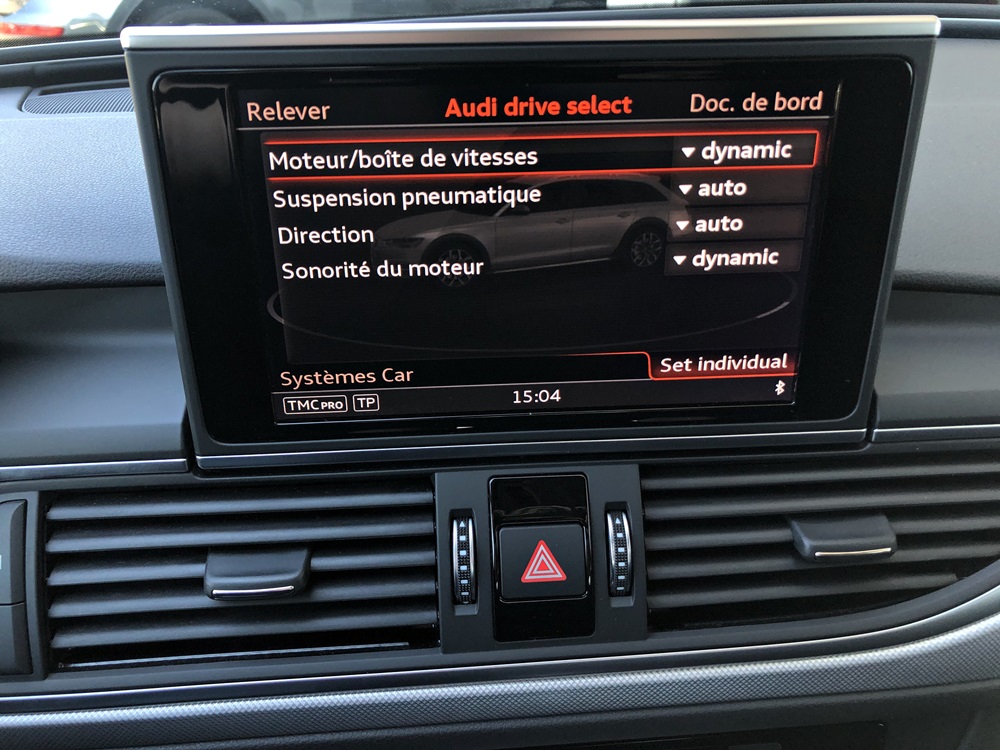 Relever Audi drive select Doc. de bord
Moteur/boîte de vitesses ▼ dynamic
Suspension pneumatique ▼ auto
Direction ▼ auto
Sonorité du moteur ▼ dynamic
Set individual
Systèmes Car
TMC PRO TP 15:04